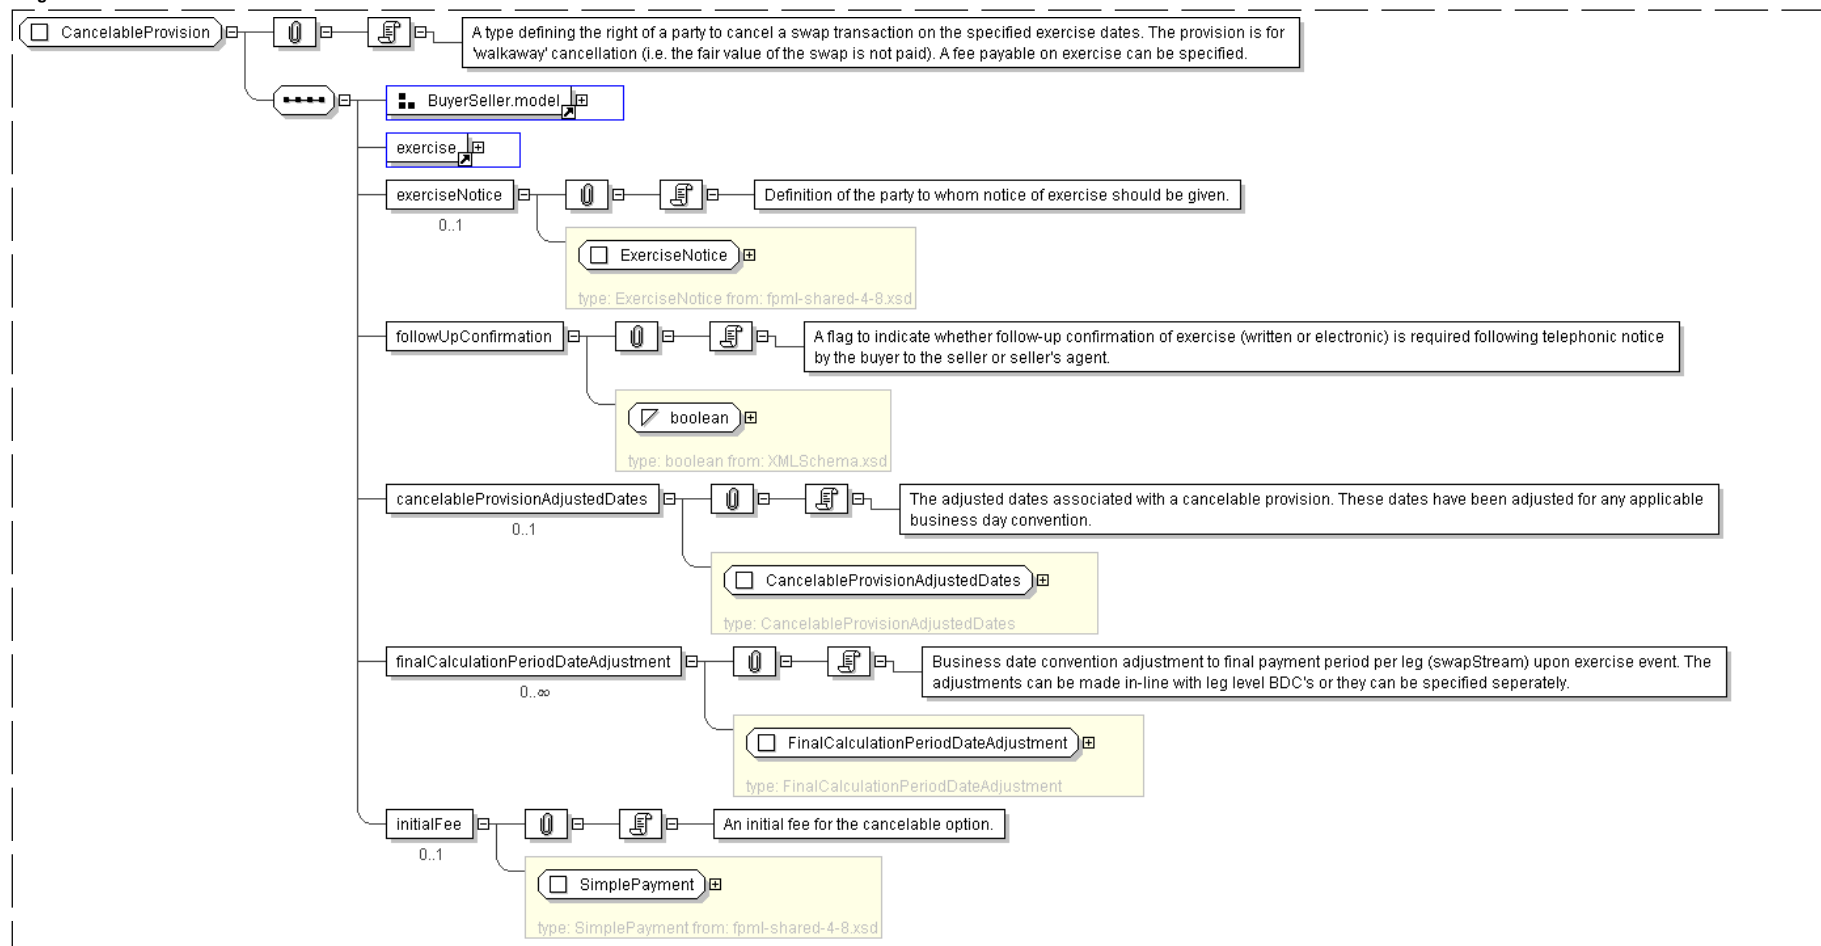 CancelableProvision
A type defining the right of a party to cancel a swap transaction on the specified exercise dates. The provision is for
'walkaway' cancellation (i.e. the fair value of the swap is not paid). A fee payable on exercise can be specified.
BuyerSeller.model
exercise
exerciseNotice
Definition of the party to whom notice of exercise should be given.
0..1
ExerciseNotice
type: ExerciseNotice from: fpml-shared-4-8.xsd
followUpConfirmation
A flag to indicate whether follow-up confirmation of exercise (written or electronic) is required following telephonic notice
by the buyer to the seller or seller's agent.
boolean
type: boolean from: XMLSchema.xsd
cancelableProvisionAdjustedDates
The adjusted dates associated with a cancelable provision. These dates have been adjusted for any applicable
business day convention.
0..1
CancelableProvisionAdjustedDates
type: CancelableProvisionAdjustedDates
finalCalculationPeriodDateAdjustment
Business date convention adjustment to final payment period per leg (swapStream) upon exercise event. The
adjustments can be made in-line with leg level BDC's or they can be specified seperately.
0..∞
FinalCalculationPeriodDateAdjustment
type: FinalCalculationPeriodDateAdjustment
initialFee
An initial fee for the cancelable option.
0..1
SimplePayment
type: SimplePayment from: fpml-shared-4-8.xsd